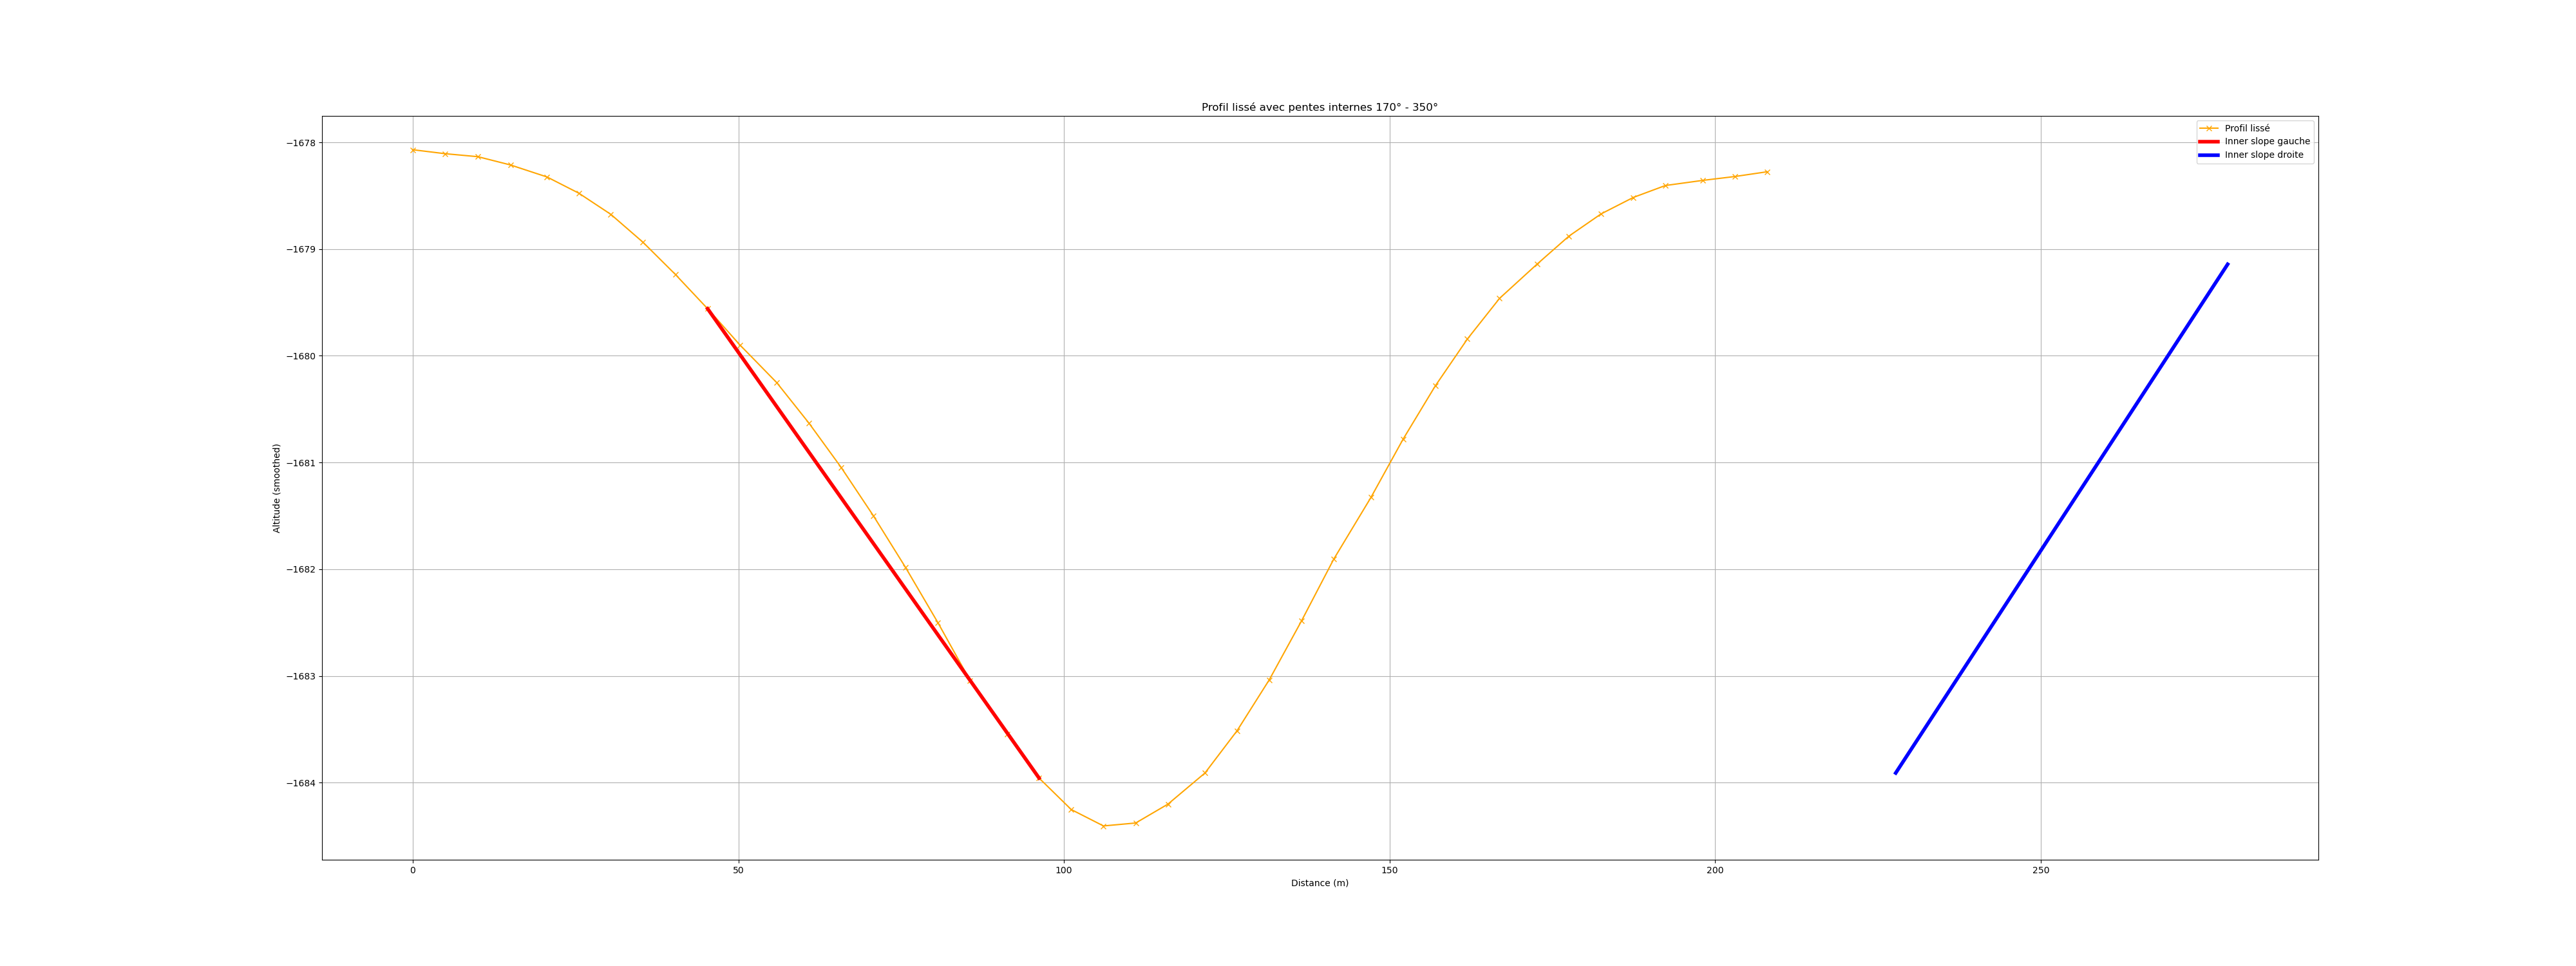 Profil lissé avec pentes internes 170° - 350°
Profil lissé
Inner slope gauche
Inner slope droite
Altitude (smoothed)
−1678
−1679
−1680
−1681
−1682
−1683
−1684
0 50 100 150 200 250
Distance (m)